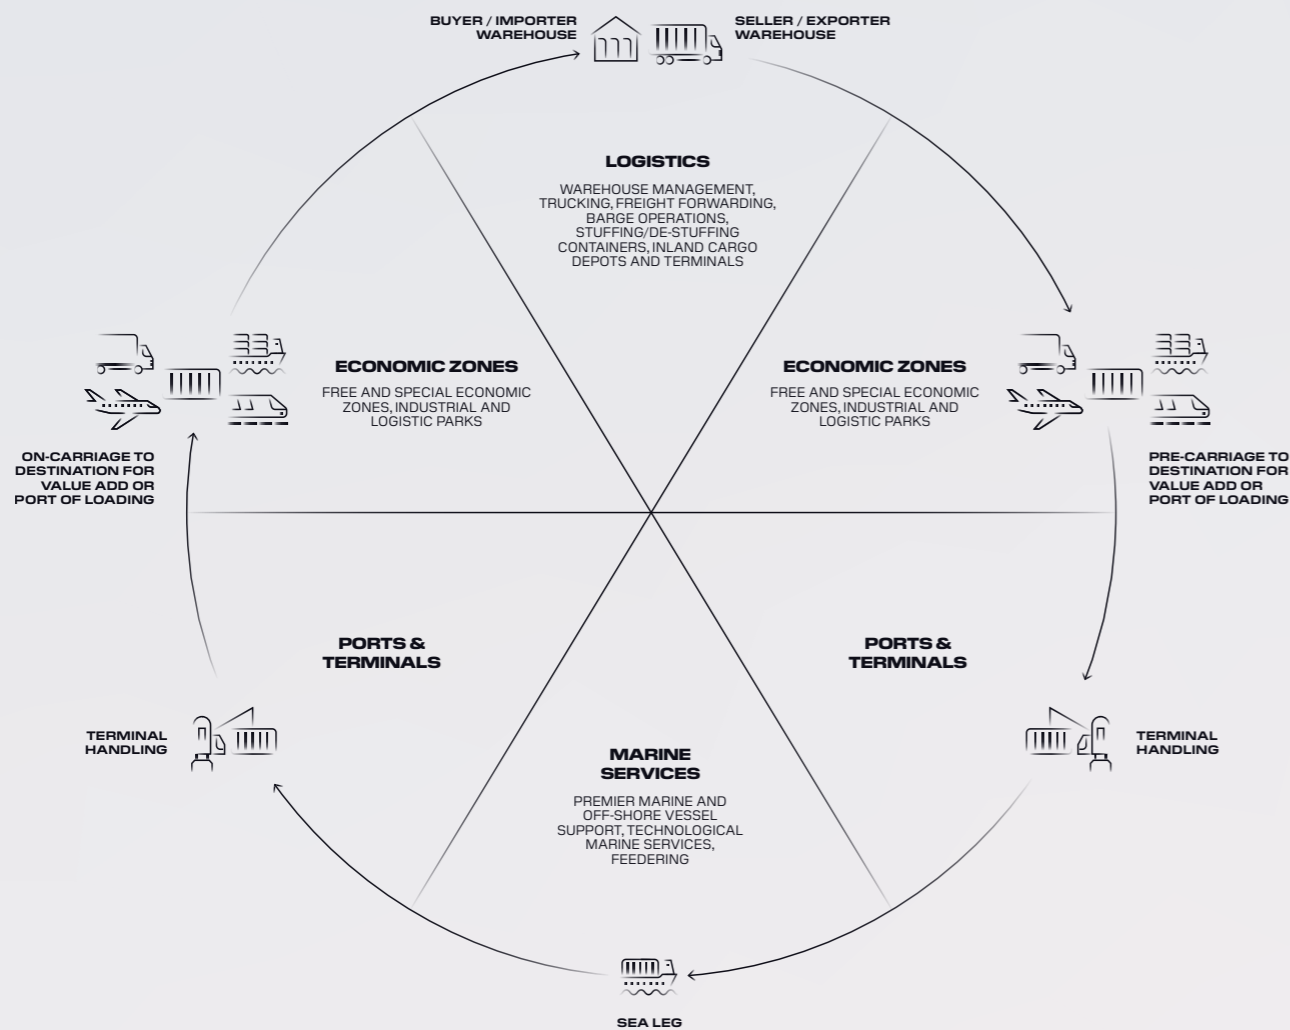 BUYER / IMPORTER
WAREHOUSE
SELLER / EXPORTER
WAREHOUSE
LOGISTICS
WAREHOUSE MANAGEMENT,
TRUCKING, FREIGHT FORWARDING,
BARGE OPERATIONS,
STUFFING/DE-STUFFING
CONTAINERS, INLAND CARGO
DEPOTS AND TERMINALS
ECONOMIC ZONES
FREE AND SPECIAL ECONOMIC
ZONES, INDUSTRIAL AND
LOGISTIC PARKS
ECONOMIC ZONES
FREE AND SPECIAL ECONOMIC
ZONES, INDUSTRIAL AND
LOGISTIC PARKS
ON-CARRIAGE TO
DESTINATION FOR
VALUE ADD OR
PORT OF LOADING
PRE-CARRIAGE TO
DESTINATION FOR
VALUE ADD OR
PORT OF LOADING
PORTS &
TERMINALS
PORTS &
TERMINALS
TERMINAL
HANDLING
TERMINAL
HANDLING
MARINE
SERVICES
PREMIER MARINE AND
OFF-SHORE VESSEL
SUPPORT, TECHNOLOGICAL
MARINE SERVICES,
FEEDERING
SEA LEG